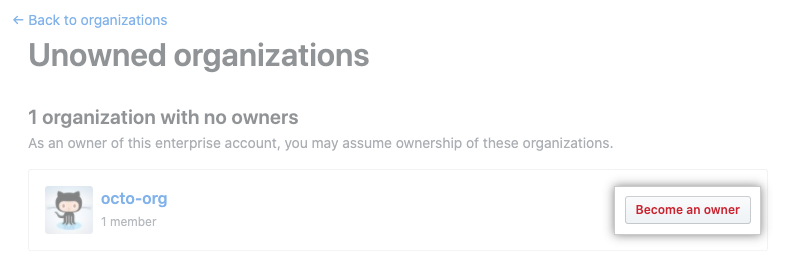 ← Back to organizations
Unowned organizations
1 organization with no owners
As an owner of this enterprise account, you may assume ownership of these organizations.
octo-org
Become an owner
1 member